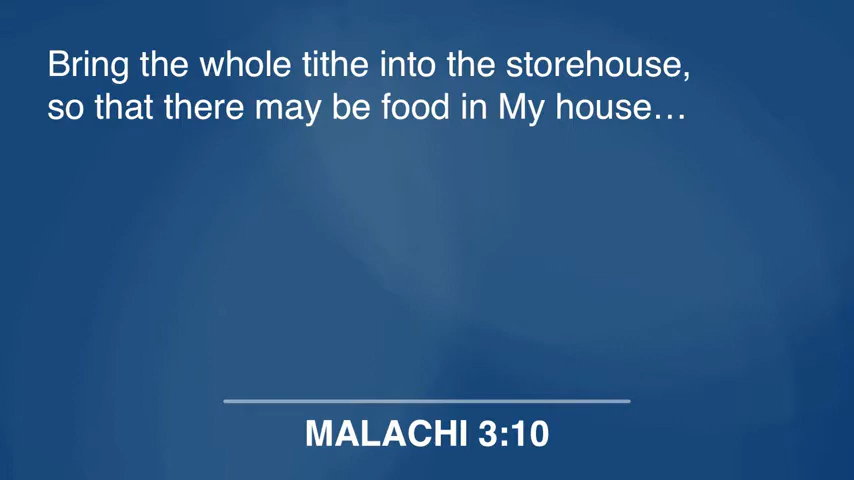 Bring the whole tithe into the storehouse,
so that there may be food in My house…
MALACHI 3:10